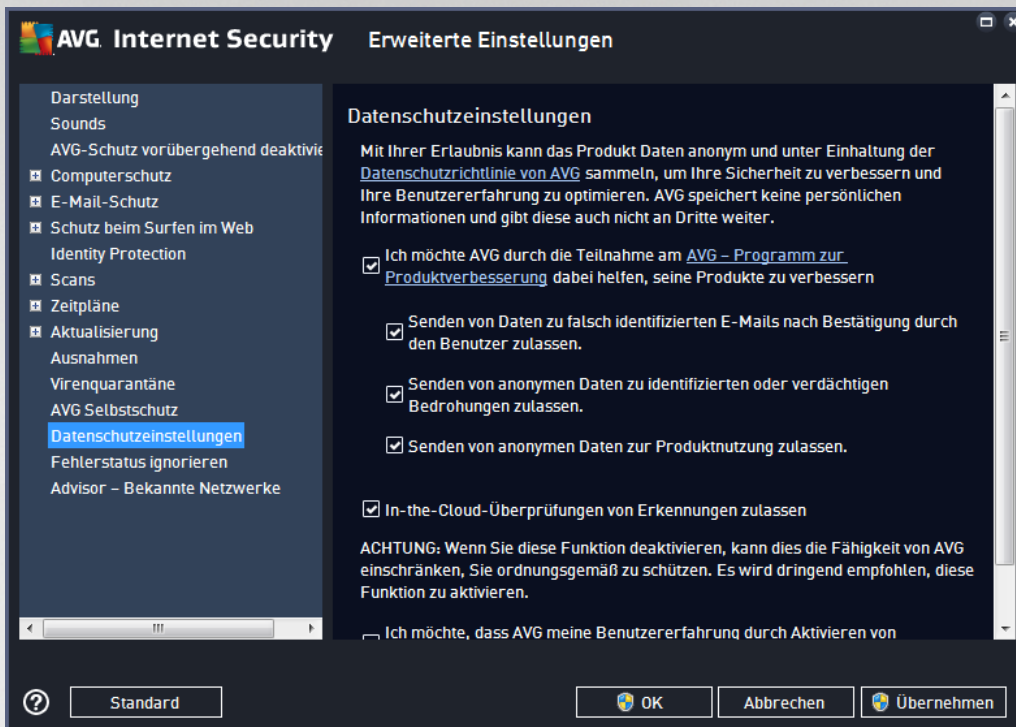 AVG. Internet Security
Erweiterte Einstellungen
Darstellung
Sounds
AVG-Schutz vorübergehend deaktivie
Computerschutz
E-Mail-Schutz
Schutz beim Surfen im Web
Identity Protection
Scans
Zeitpläne
Aktualisierung
Ausnahmen
Virenquarantäne
AVG Selbstschutz
Datenschutzeinstellungen
Fehlerstatus ignorieren
Advisor – Bekannte Netzwerke
Datenschutzeinstellungen
Mit Ihrer Erlaubnis kann das Produkt Daten anonym und unter Einhaltung der
Datenschutzrichtlinie von AVG sammeln, um Ihre Sicherheit zu verbessern und
Ihre Benutzererfahrung zu optimieren. AVG speichert keine persönlichen
Informationen und gibt diese auch nicht an Dritte weiter.
Ich möchte AVG durch die Teilnahme am AVG – Programm zur
Produktverbesserung dabei helfen, seine Produkte zu verbessern
Senden von Daten zu falsch identifizierten E-Mails nach Bestätigung durch
den Benutzer zulassen.
Senden von anonymen Daten zu identifizierten oder verdächtigen
Bedrohungen zulassen.
Senden von anonymen Daten zur Produktnutzung zulassen.
In-the-Cloud-Überprüfungen von Erkennungen zulassen
ACHTUNG: Wenn Sie diese Funktion deaktivieren, kann dies die Fähigkeit von AVG
einschränken, Sie ordnungsgemäß zu schützen. Es wird dringend empfohlen, diese
Funktion zu aktivieren.
Ich möchte, dass AVG meine Benutzererfahrung durch Aktivieren von
Standard
OK
Abbrechen
Übernehmen